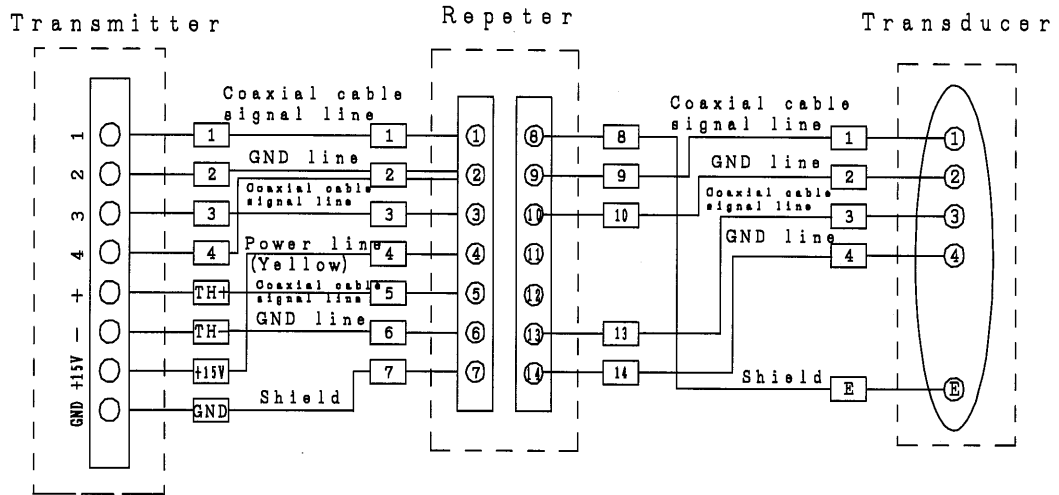 Transmitter
Repeter
Transducer
Coaxial cable
signal line
Coaxial cable
signal line
1 1 1 1 8 8 1 1
GND line
GND line
2 2 2 2 9 9 2 2
Coaxial cable
signal line
Coaxial cable
signal line
3 3 3 3 10 10 3 3
Power line
(Yellow)
GND line
4 4 4 4 11 4 4
Coaxial cable
signal line
+ TH+ 5 5 12
GND line
- TH- 6 6 13 13
+15V +15V 7 7 14 14
Shield
Shield
GND GND E E